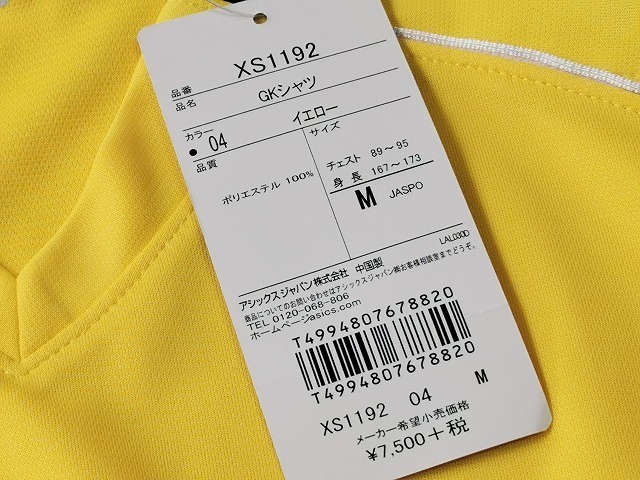 品番 XS1192
品名 GKシャツ
カラー イエロー
● 04
品質 サイズ
ポリエステル 100%
チェスト 89～95
身長 167～173
M JASPO
LAL030D
アシックスジャパン株式会社 中国製
商品についてのお問い合わせはアシックスジャパン㈱お客様相談室までどうぞ。
TEL 0120-068-806
ホームページasics.com
T4994807678820
T4994807678820
XS1192 04 M
メーカー希望小売価格
¥7,500+税